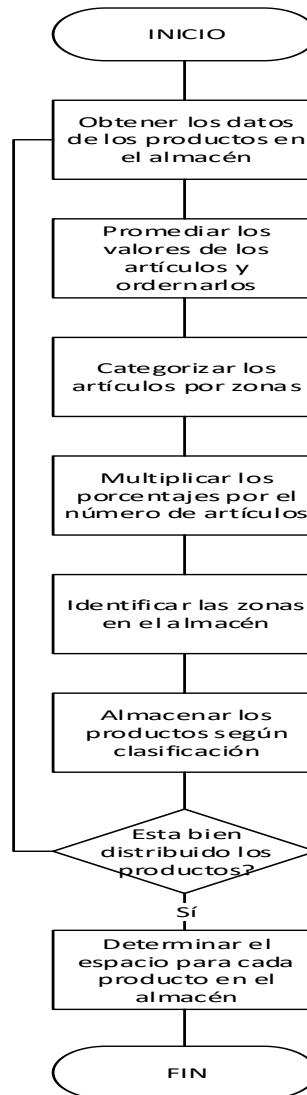 INICIO
Obtener los datos
de los productos en
el almacén
Promediar los
valores de los
artículos y
ordernarlos
Categorizar los
artículos por zonas
Multiplicar los
porcentajes por el
número de artículos
Identificar las zonas
en el almacén
Almacenar los
productos según
clasificación
Esta bien
distribuido los
productos?
Sí
Determinar el
espacio para cada
producto en el
almacén
FIN